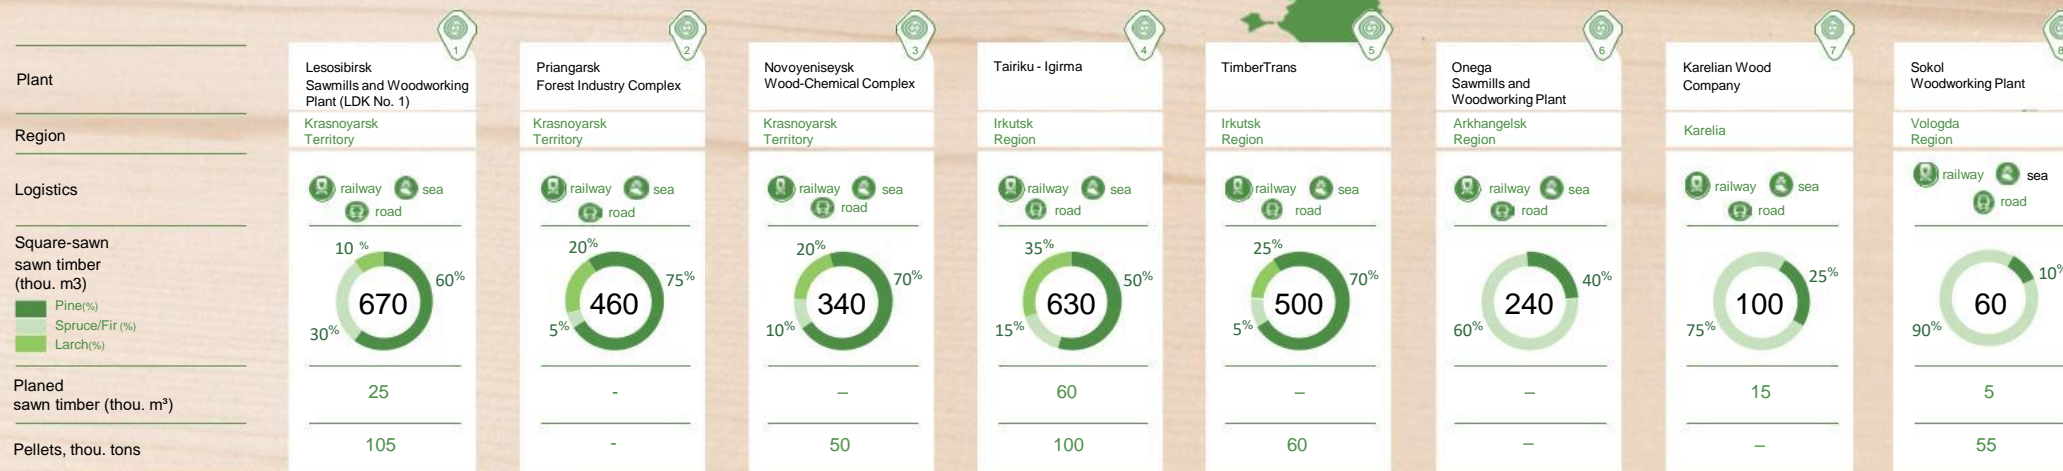 1
2
3
4
5
6
7
8
Plant
Lesosibirsk
Sawmills and Woodworking
Plant (LDK No. 1)
Priangarsk
Forest Industry Complex
Novoyeniseysk
Wood-Chemical Complex
Tairiku - Igirma
TimberTrans
Onega
Sawmills and
Woodworking Plant
Karelian Wood
Company
Sokol
Woodworking Plant
Region
Krasnoyarsk
Territory
Krasnoyarsk
Territory
Krasnoyarsk
Territory
Irkutsk
Region
Irkutsk
Region
Arkhangelsk
Region
Karelia
Vologda
Region
Logistics
railway sea
road
railway sea
road
railway sea
road
railway sea
road
railway sea
road
railway sea
road
railway sea
road
railway sea
road
Square-sawn
sawn timber
(thou. m3)
Pine(%)
Spruce/Fir (%)
Larch(%)
10 %
60%
670
30%
20%
75%
460
5%
20%
70%
340
10%
35%
50%
630
15%
25%
70%
500
5%
40%
240
60%
25%
100
75%
10%
60
90%
Planed
sawn timber (thou. m³)
25
-
–
60
–
–
15
5
Pellets, thou. tons
105
-
50
100
60
–
–
55